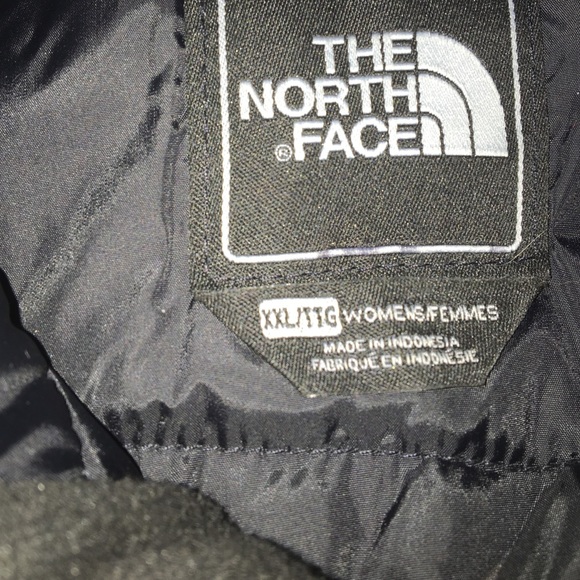 THE
NORTH
FACE
®
XXL/TTG WOMENS/FEMMES
MADE IN INDONESIA
FABRIQUÉ EN INDONÉSIE